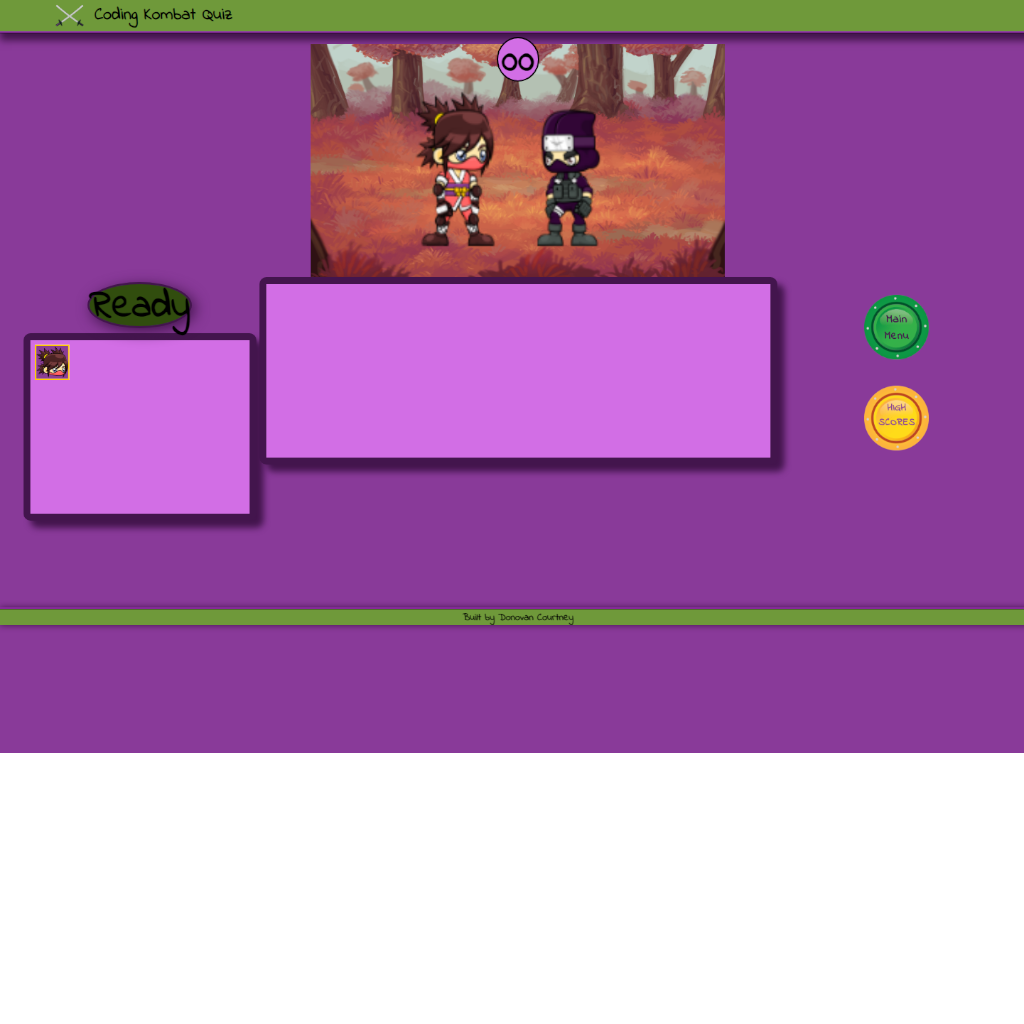 Coding Kombat Quiz
00
Ready
Main
Menu
HIGH
SCORES
Built by Donovan Courtney